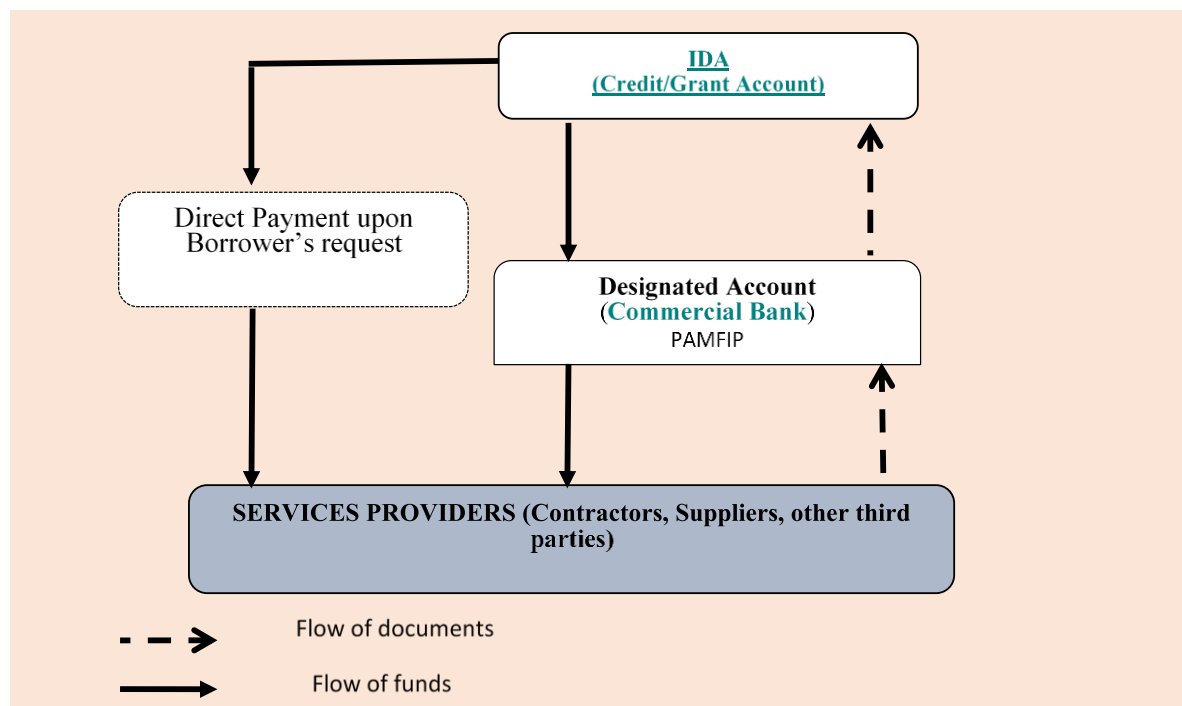 IDA
(Credit/Grant Account)
Direct Payment upon
Borrower’s request
Designated Account
(Commercial Bank)
PAMFIP
SERVICES PROVIDERS (Contractors, Suppliers, other third
parties)
Flow of documents
Flow of funds